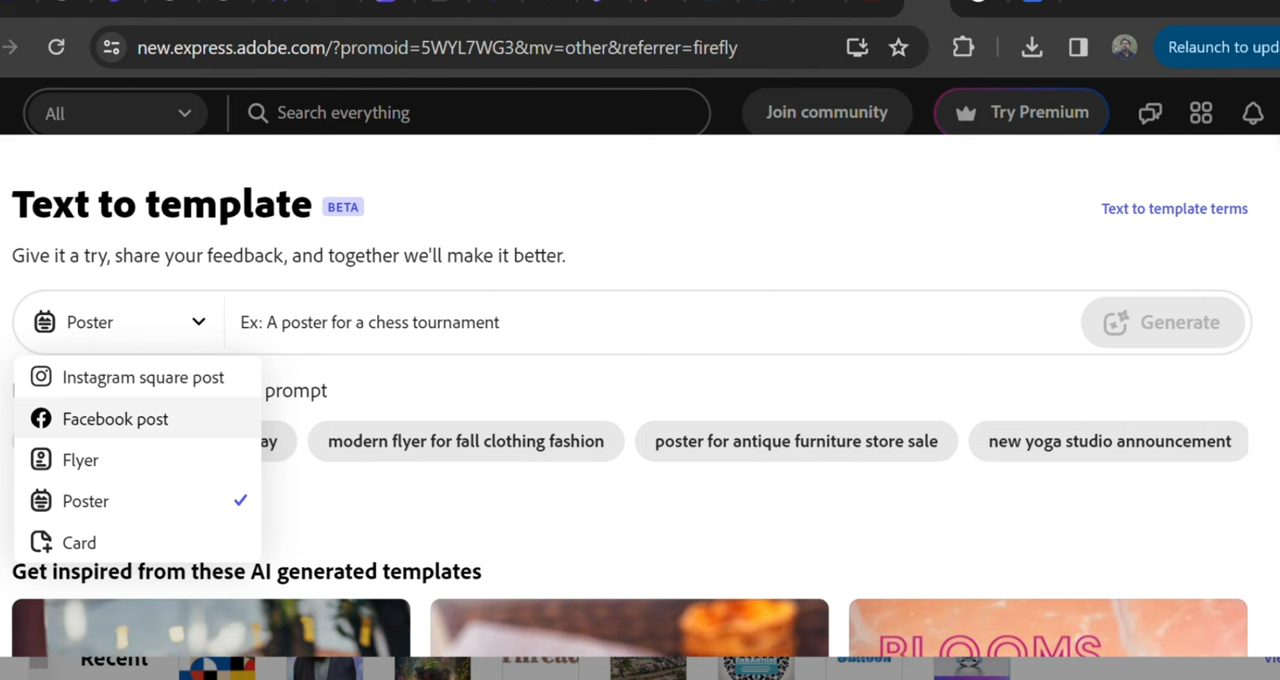 new.express.adobe.com/?promoid=5WYL7WG3&mv=other&referrer=firefly
Relaunch to upd
All
Search everything
Join community
Try Premium
Text to template BETA
Text to template terms
Give it a try, share your feedback, and together we'll make it better.
Poster
Ex: A poster for a chess tournament
Generate
Instagram square post
prompt
Facebook post
ay
modern flyer for fall clothing fashion
poster for antique furniture store sale
new yoga studio announcement
Flyer
Poster
Card
Get inspired from these AI generated templates
BLOOMS
Recent